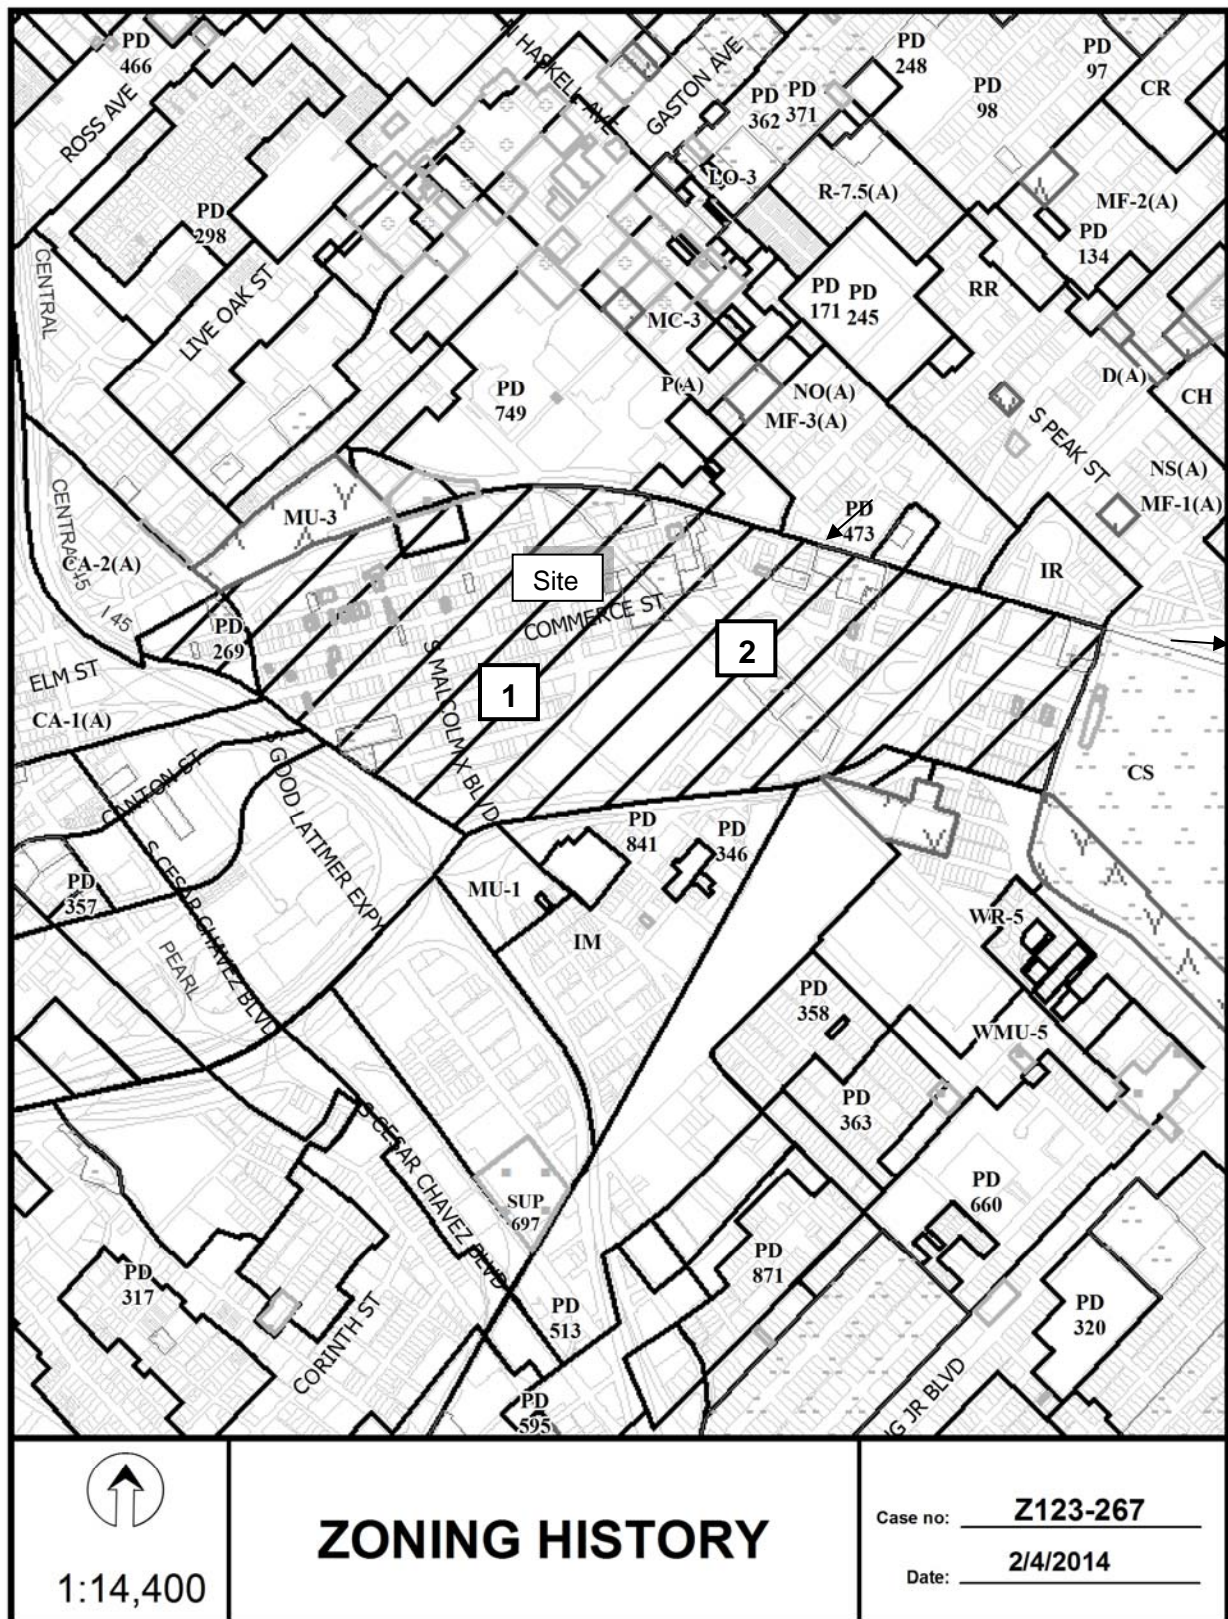 PD
466
ROSS AVE
N HASKELL AVE
GASTON AVE
PD
248
PD
97
PD
362
PD
371
PD
98
CR
LO-3
R-7.5(A)
MF-2(A)
PD
298
PD
134
CENTRAL
LIVE OAK ST
PD
171
PD
245
RR
MC-3
P(A)
D(A)
PD
749
NO(A)
MF-3(A)
CH
S PEAK ST
NS(A)
MF-1(A)
CENTRAL
I 45
MU-3
PD
473
CA-2(A)
IR
I 45
Site
COMMERCE ST
PD
269
2
ELM ST
S MALCOLM X BLVD
1
CA-1(A)
CS
CANTON ST
S GOOD LATIMER EXPY
PD
841
PD
346
PD
357
S CESAR CHAVEZ BLVD
MU-1
WR-5
IM
PEARL
PD
358
WMU-5
PD
363
S CESAR CHAVEZ BLVD
SUP
697
PD
660
PD
871
PD
317
PD
513
PD
320
CORINTH ST
PD
595
NG JR BLVD
1:14,400
ZONING HISTORY
Case no: Z123-267
Date: 2/4/2014